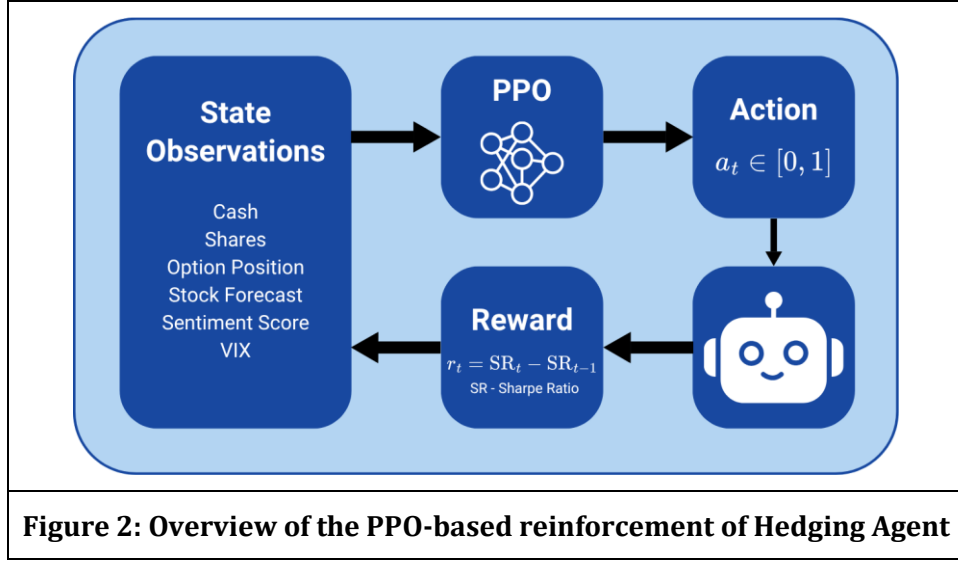 State
Observations
Cash
Shares
Option Position
Stock Forecast
Sentiment Score
VIX
PPO
Action
$a_t \in [0, 1]$
Reward
$r_t = \mathrm{SR}_t - \mathrm{SR}_{t-1}$
SR - Sharpe Ratio
Figure 2: Overview of the PPO-based reinforcement of Hedging Agent